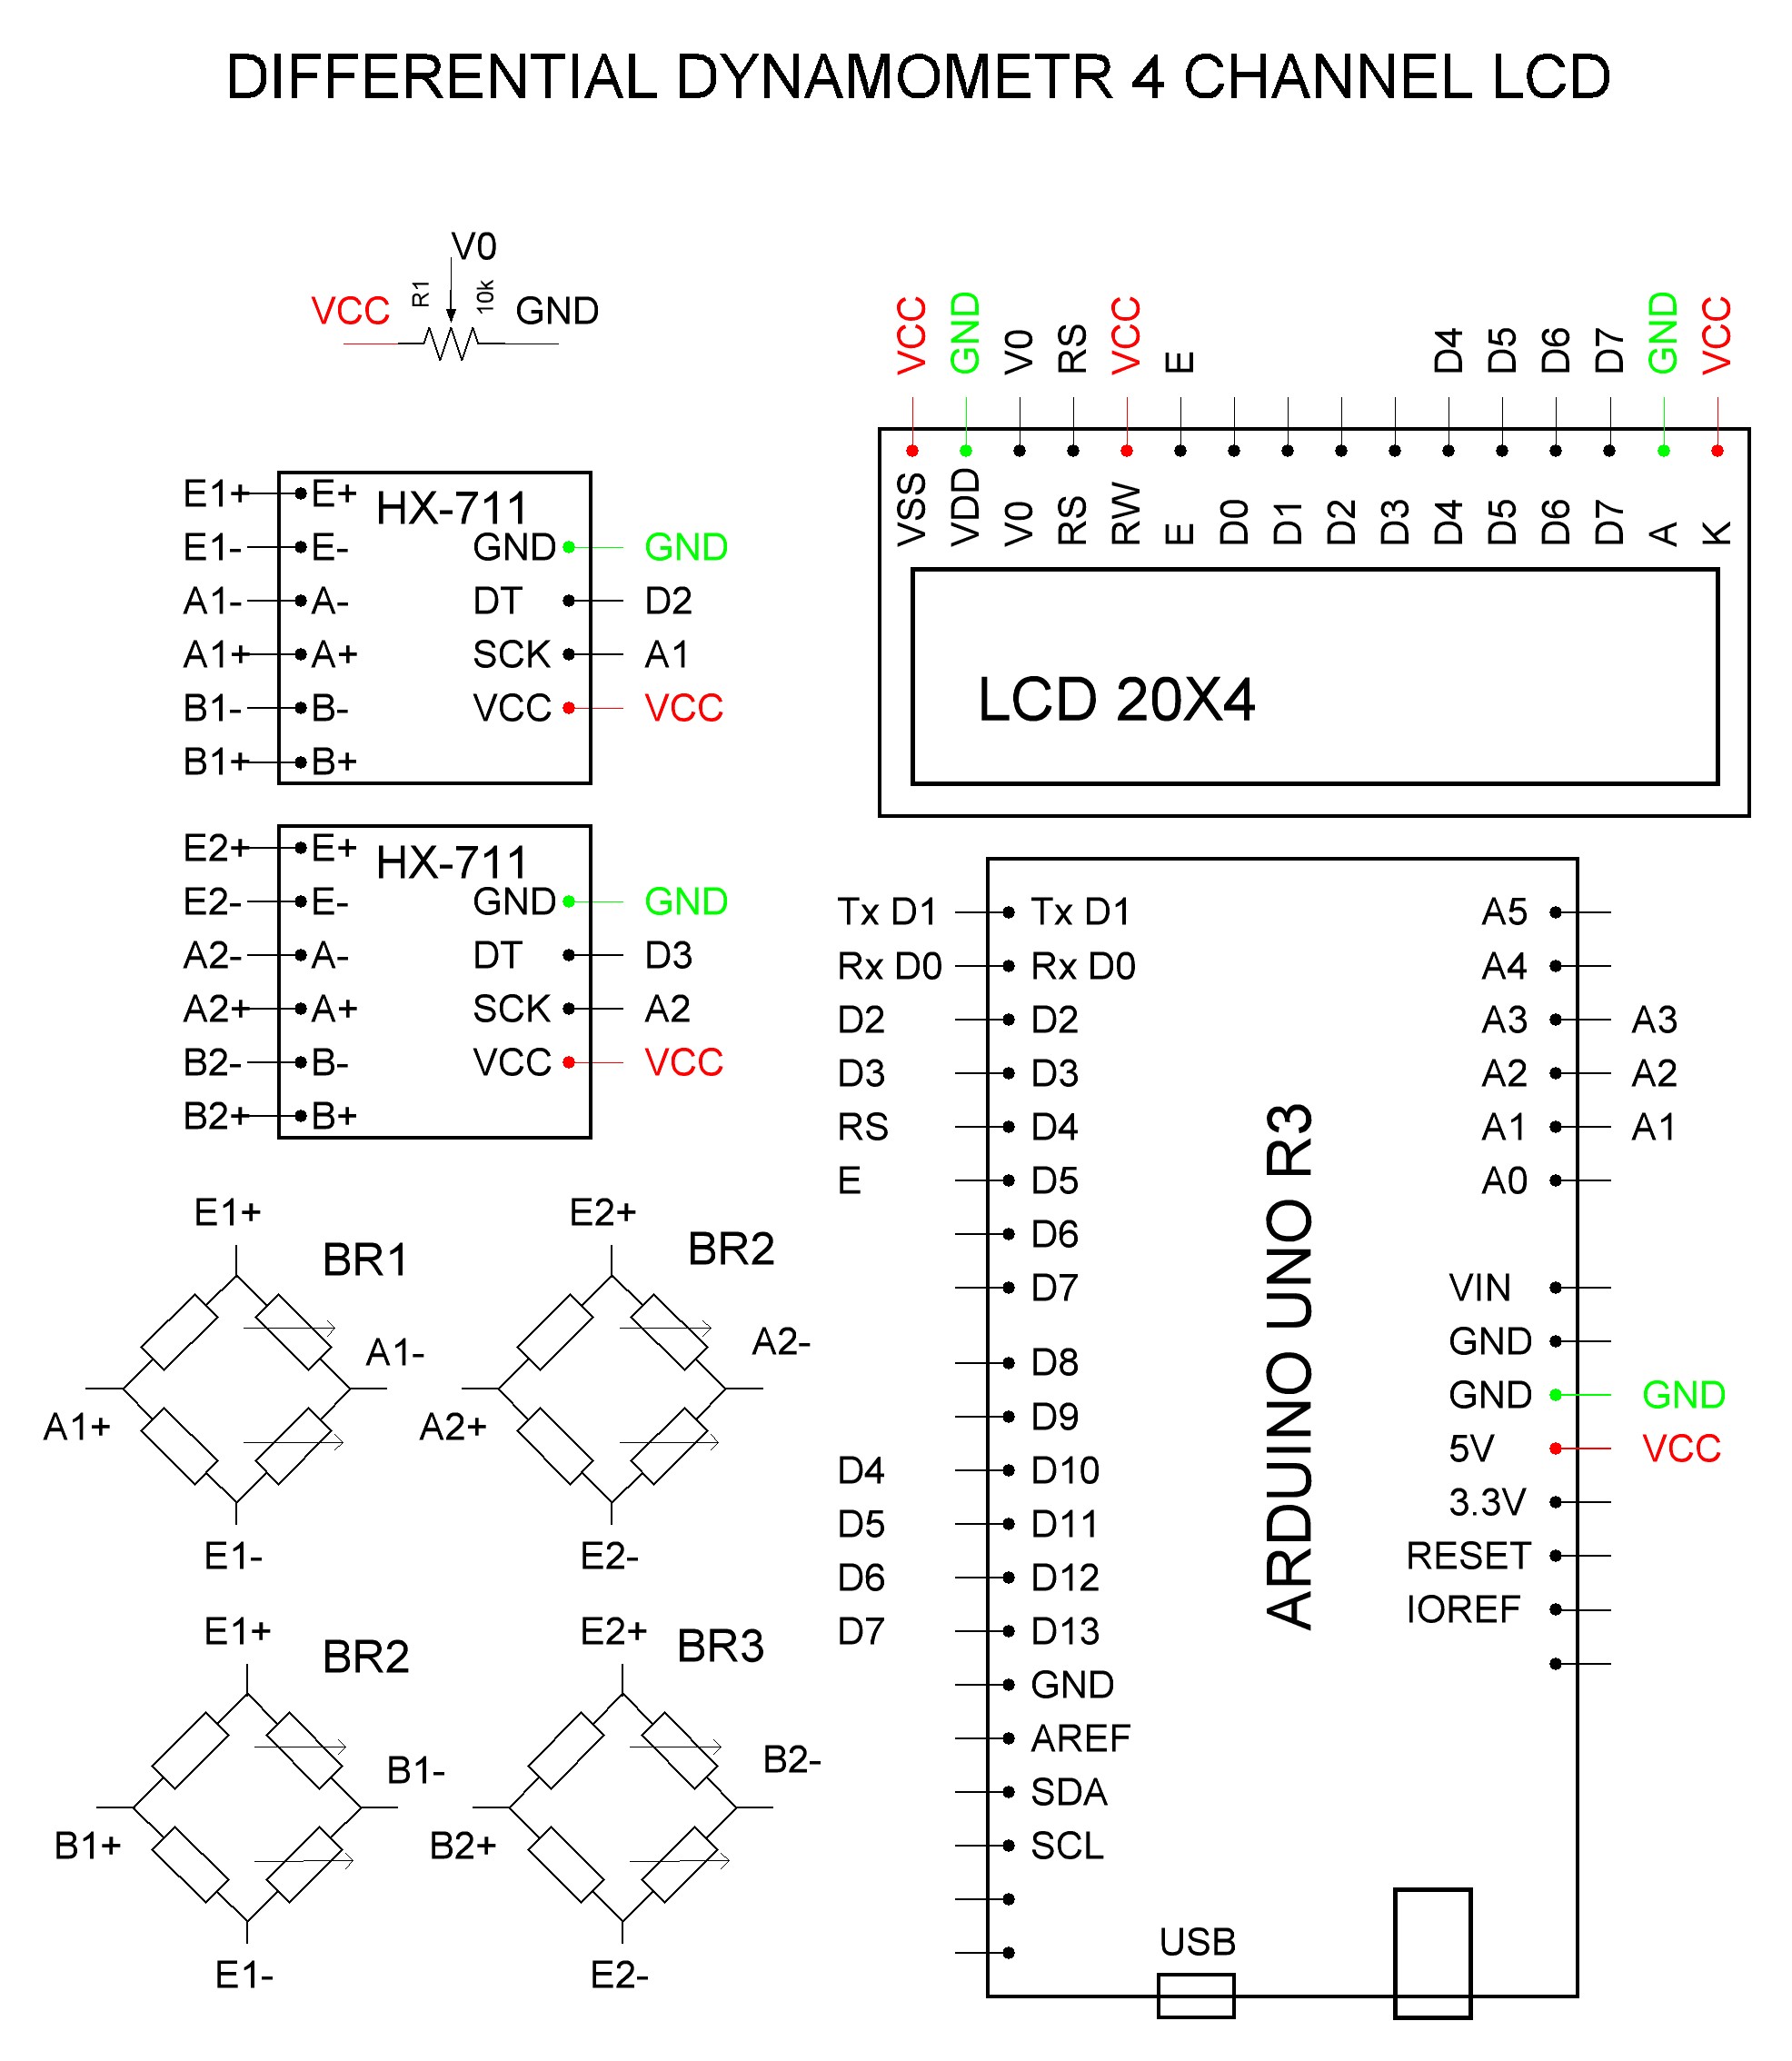 DIFFERENTIAL DYNAMOMETR 4 CHANNEL LCD
V0
R1
10k
VCC
GND
VCC
GND
V0
RS
VCC
E
D4
D5
D6
D7
GND
VCC
VSS
VDD
V0
RS
RW
E
D0
D1
D2
D3
D4
D5
D6
D7
A
K
LCD 20X4
HX-711
E1+ E+
E1- E- GND GND
A1- A- DT D2
A1+ A+ SCK A1
B1- B- VCC VCC
B1+ B+
HX-711
E2+ E+
E2- E- GND GND
A2- A- DT D3
A2+ A+ SCK A2
B2- B- VCC VCC
B2+ B+
E1+
BR1
A1-
A1+
E1-
E2+
BR2
A2-
A2+
E2-
E1+
BR2
B1-
B1+
E1-
E2+
BR3
B2-
B2+
E2-
Tx D1 Tx D1
Rx D0 Rx D0
D2 D2
D3 D3
RS D4
E D5
D6
D7
D8
D9
D4 D10
D5 D11
D6 D12
D7 D13
GND
AREF
SDA
SCL
ARDUINO UNO R3
A5
A4
A3 A3
A2 A2
A1 A1
A0
VIN
GND
GND GND
5V VCC
3.3V
RESET
IOREF
USB